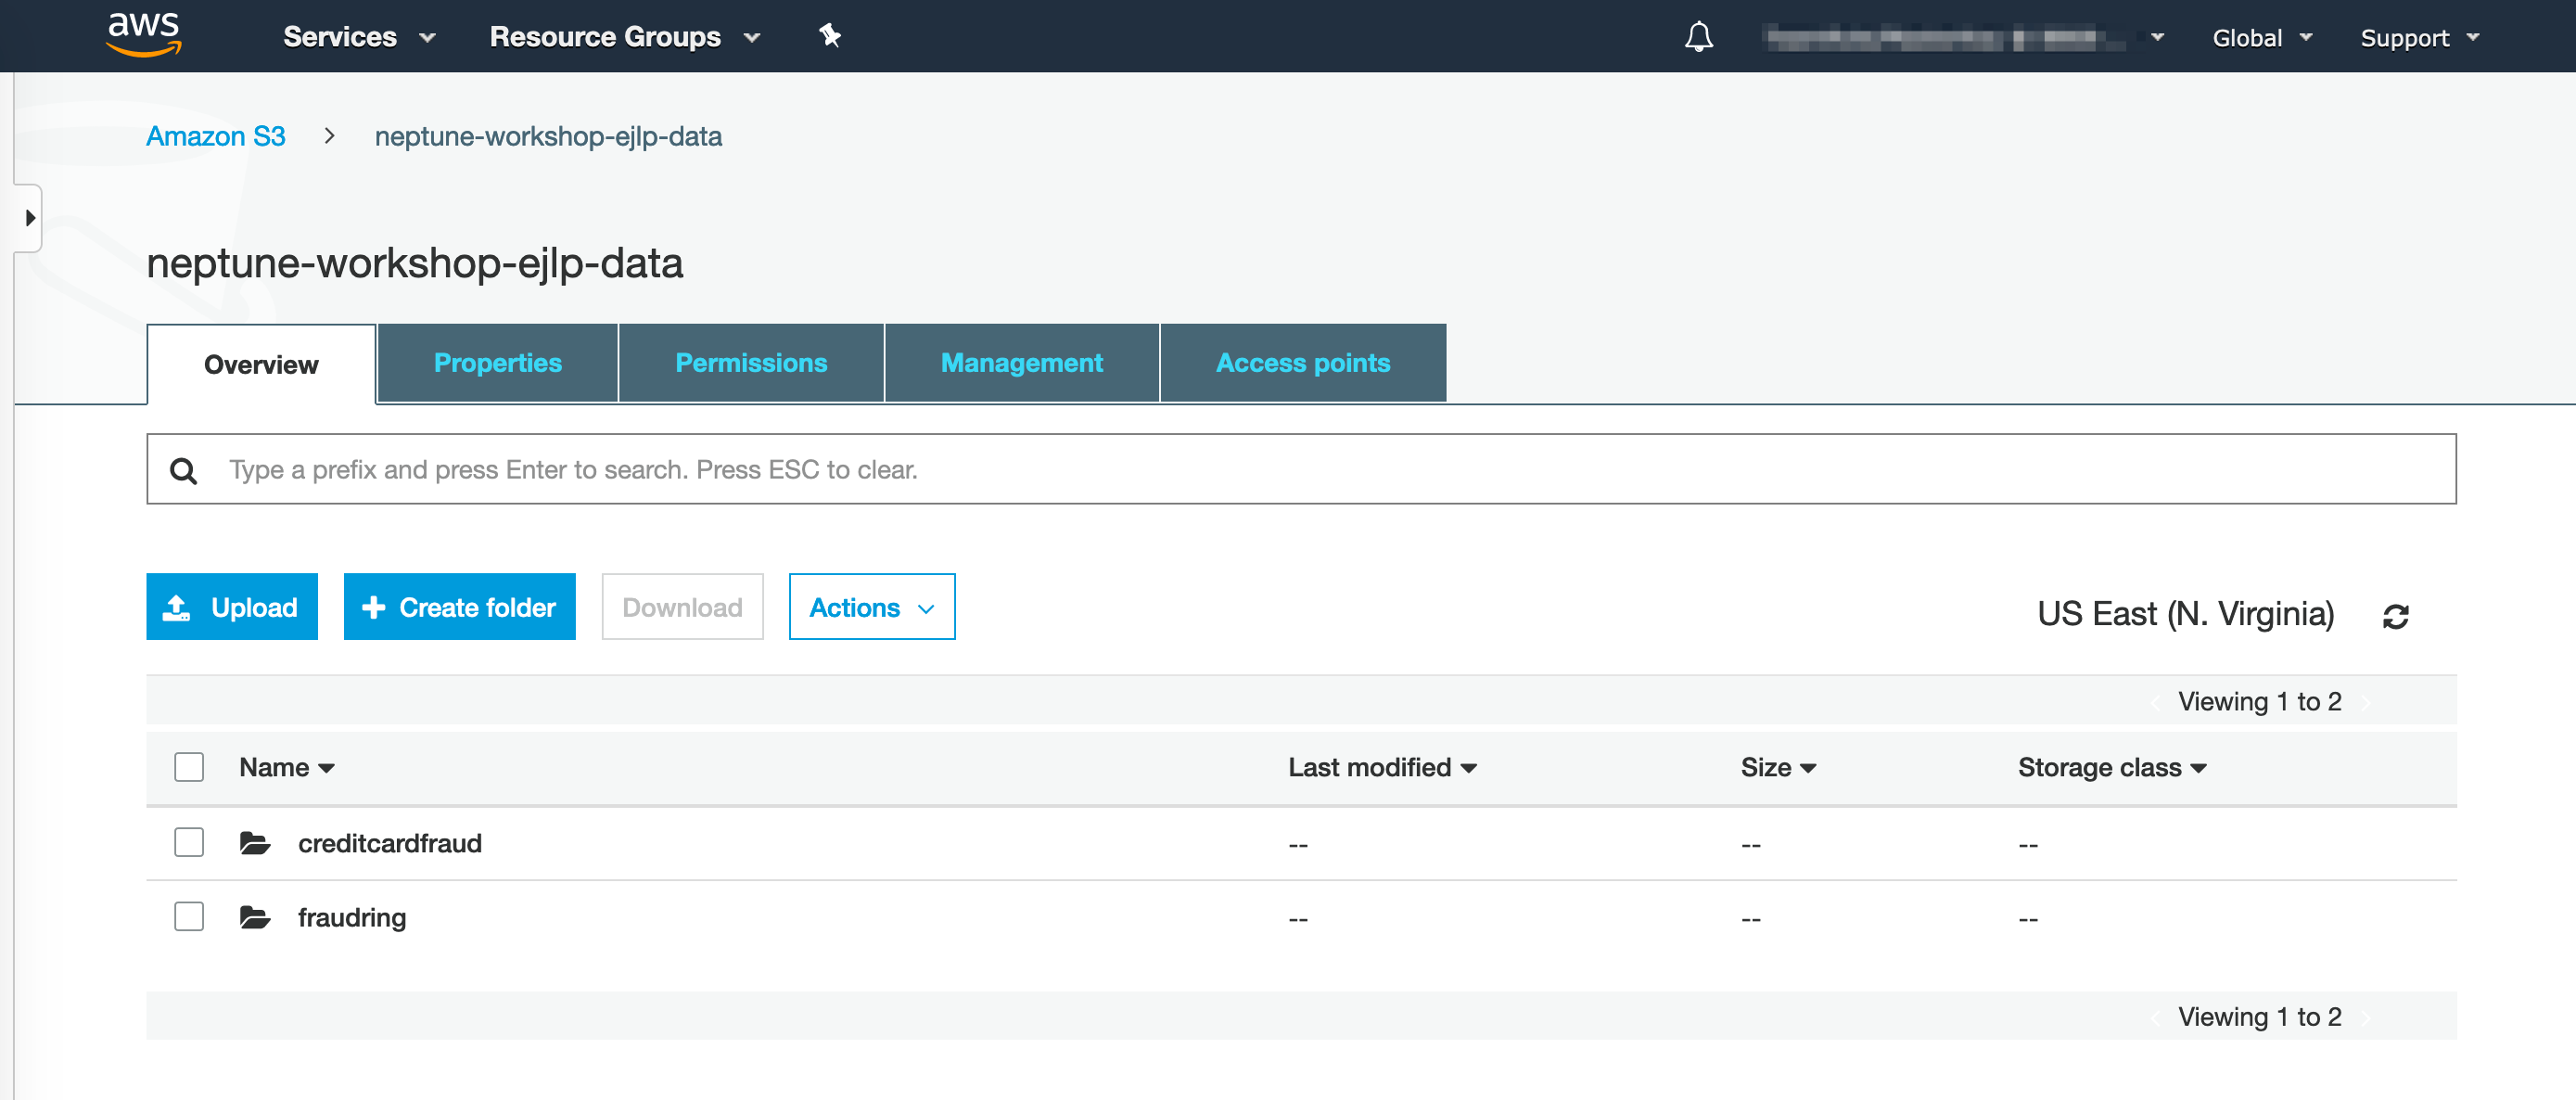 aws Services Resource Groups Global Support
Amazon S3 > neptune-workshop-ejlp-data
neptune-workshop-ejlp-data
Overview Properties Permissions Management Access points
Type a prefix and press Enter to search. Press ESC to clear.
Upload + Create folder Download Actions US East (N. Virginia)
Viewing 1 to 2
Name Last modified Size Storage class
creditcardfraud -- -- --
fraudring -- -- --
Viewing 1 to 2